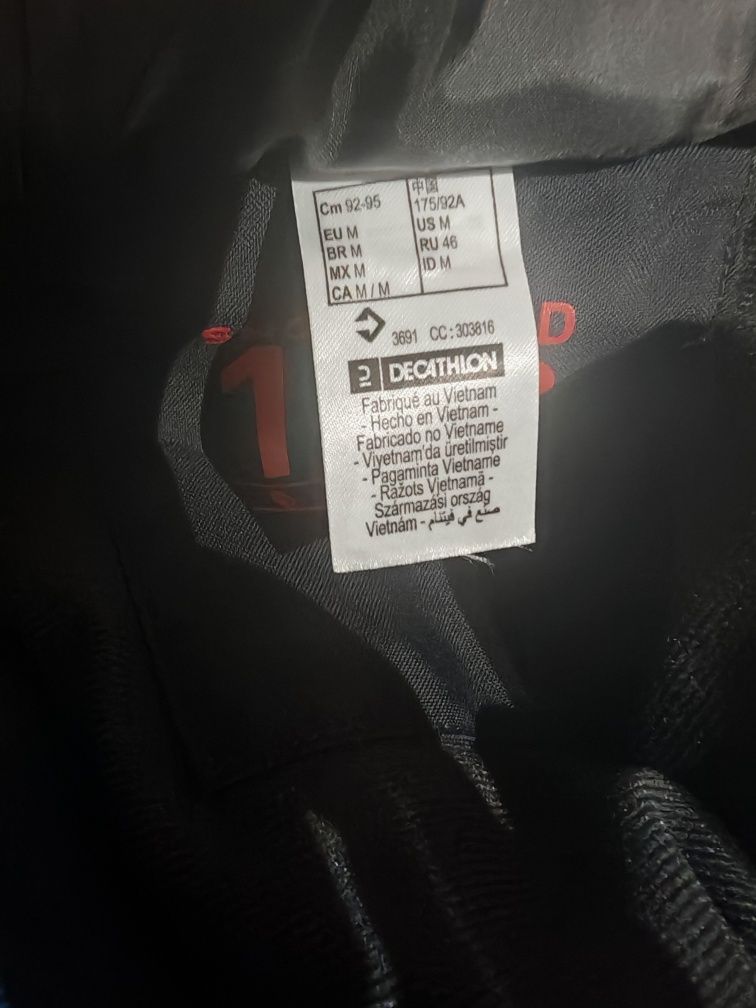 Cm 92-95
EU M
BR M
MX M
CA M / M
中国
175/92A
US M
RU 46
ID M
3691 CC:303816
DECATHLON
Fabriqué au Vietnam
- Hecho en Vietnam -
Fabricado no Vietname
- Viyetnam'da üretilmiştir
- Pagaminta Vietname
- Ražots Vjetnamā -
Származási ország
Vietnám - صنع في فيتنام
1
D